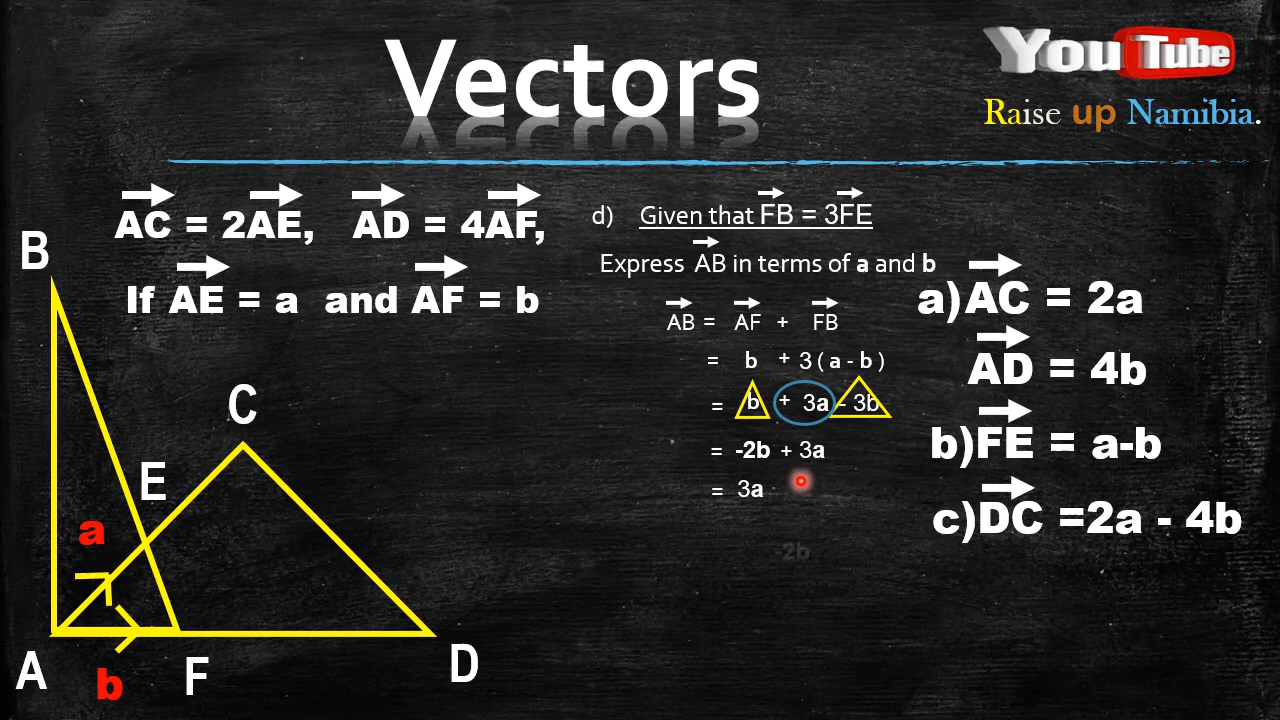 Vectors
YouTube
Raise up Namibia.
AC = 2AE, AD = 4AF,
If AE = a and AF = b
d) Given that FB = 3FE
Express AB in terms of a and b
AB = AF + FB
= b + 3 ( a - b )
= b + 3a - 3b
= -2b + 3a
= 3a
-2b
a) AC = 2a
AD = 4b
b) FE = a-b
c) DC =2a - 4b
B
C
E
a
A
b
F
D